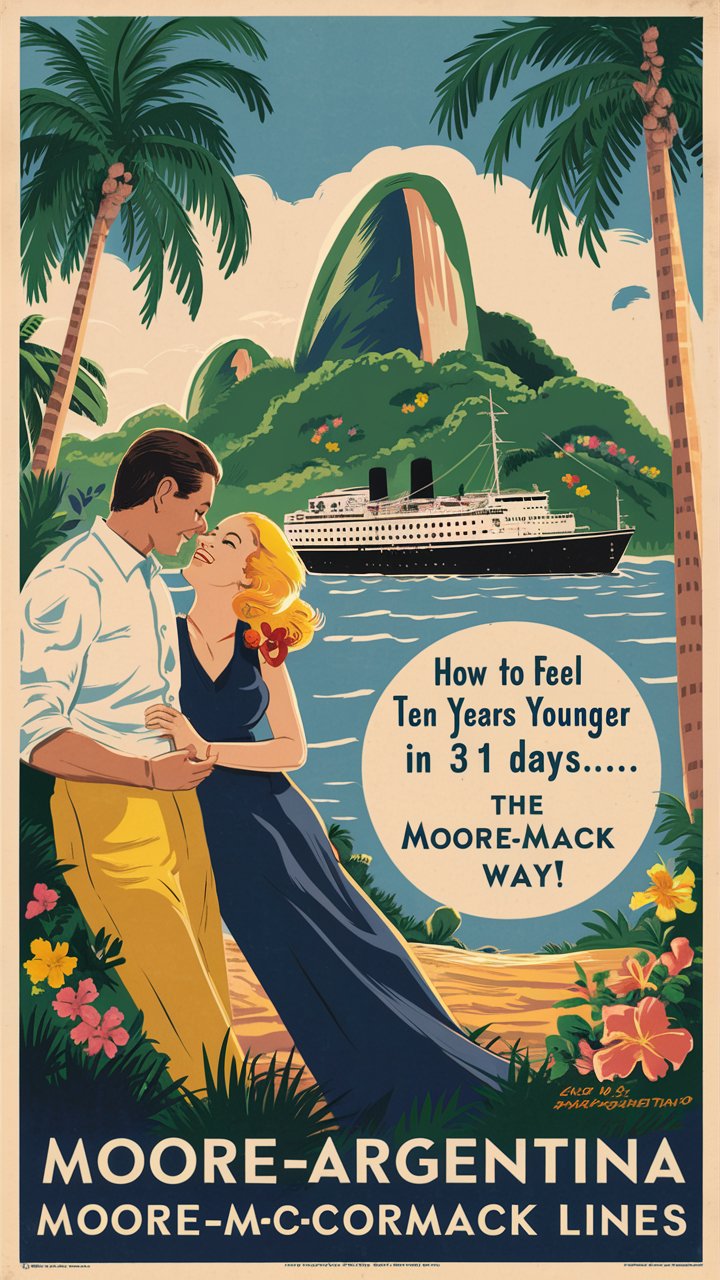 How to Feel
Ten Years Younger
in 31 days.....
THE
MOORE-MACK
WAY!
MOORE-ARGENTINA
MOORE-M-C-CORMACK LINES